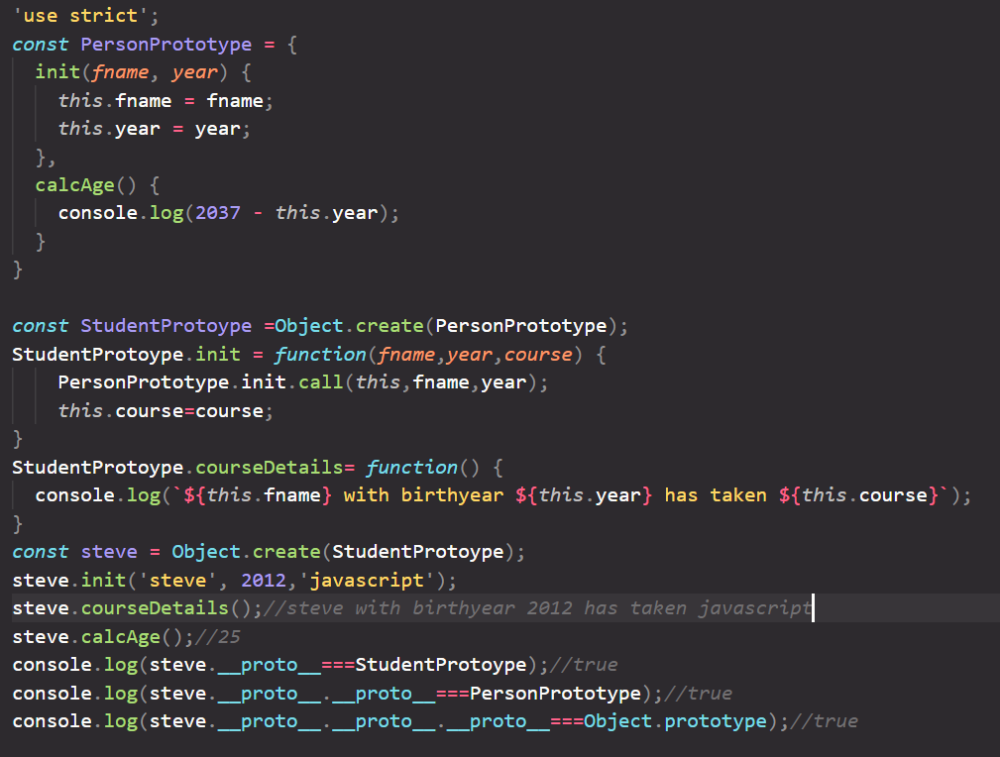 'use strict';
const PersonPrototype = {
  init(fname, year) {
    this.fname = fname;
    this.year = year;
  },
  calcAge() {
    console.log(2037 - this.year);
  }
}

const StudentProtoype =Object.create(PersonPrototype);
StudentProtoype.init = function(fname,year,course) {
    PersonPrototype.init.call(this,fname,year);
    this.course=course;
}
StudentProtoype.courseDetails= function() {
  console.log(`${this.fname} with birthyear ${this.year} has taken ${this.course}`);
}
const steve = Object.create(StudentProtoype);
steve.init('steve', 2012,'javascript');
steve.courseDetails();//steve with birthyear 2012 has taken javascript
steve.calcAge();//25
console.log(steve.__proto__===StudentProtoype);//true
console.log(steve.__proto__.__proto__===PersonPrototype);//true
console.log(steve.__proto__.__proto__.__proto__===Object.prototype);//true